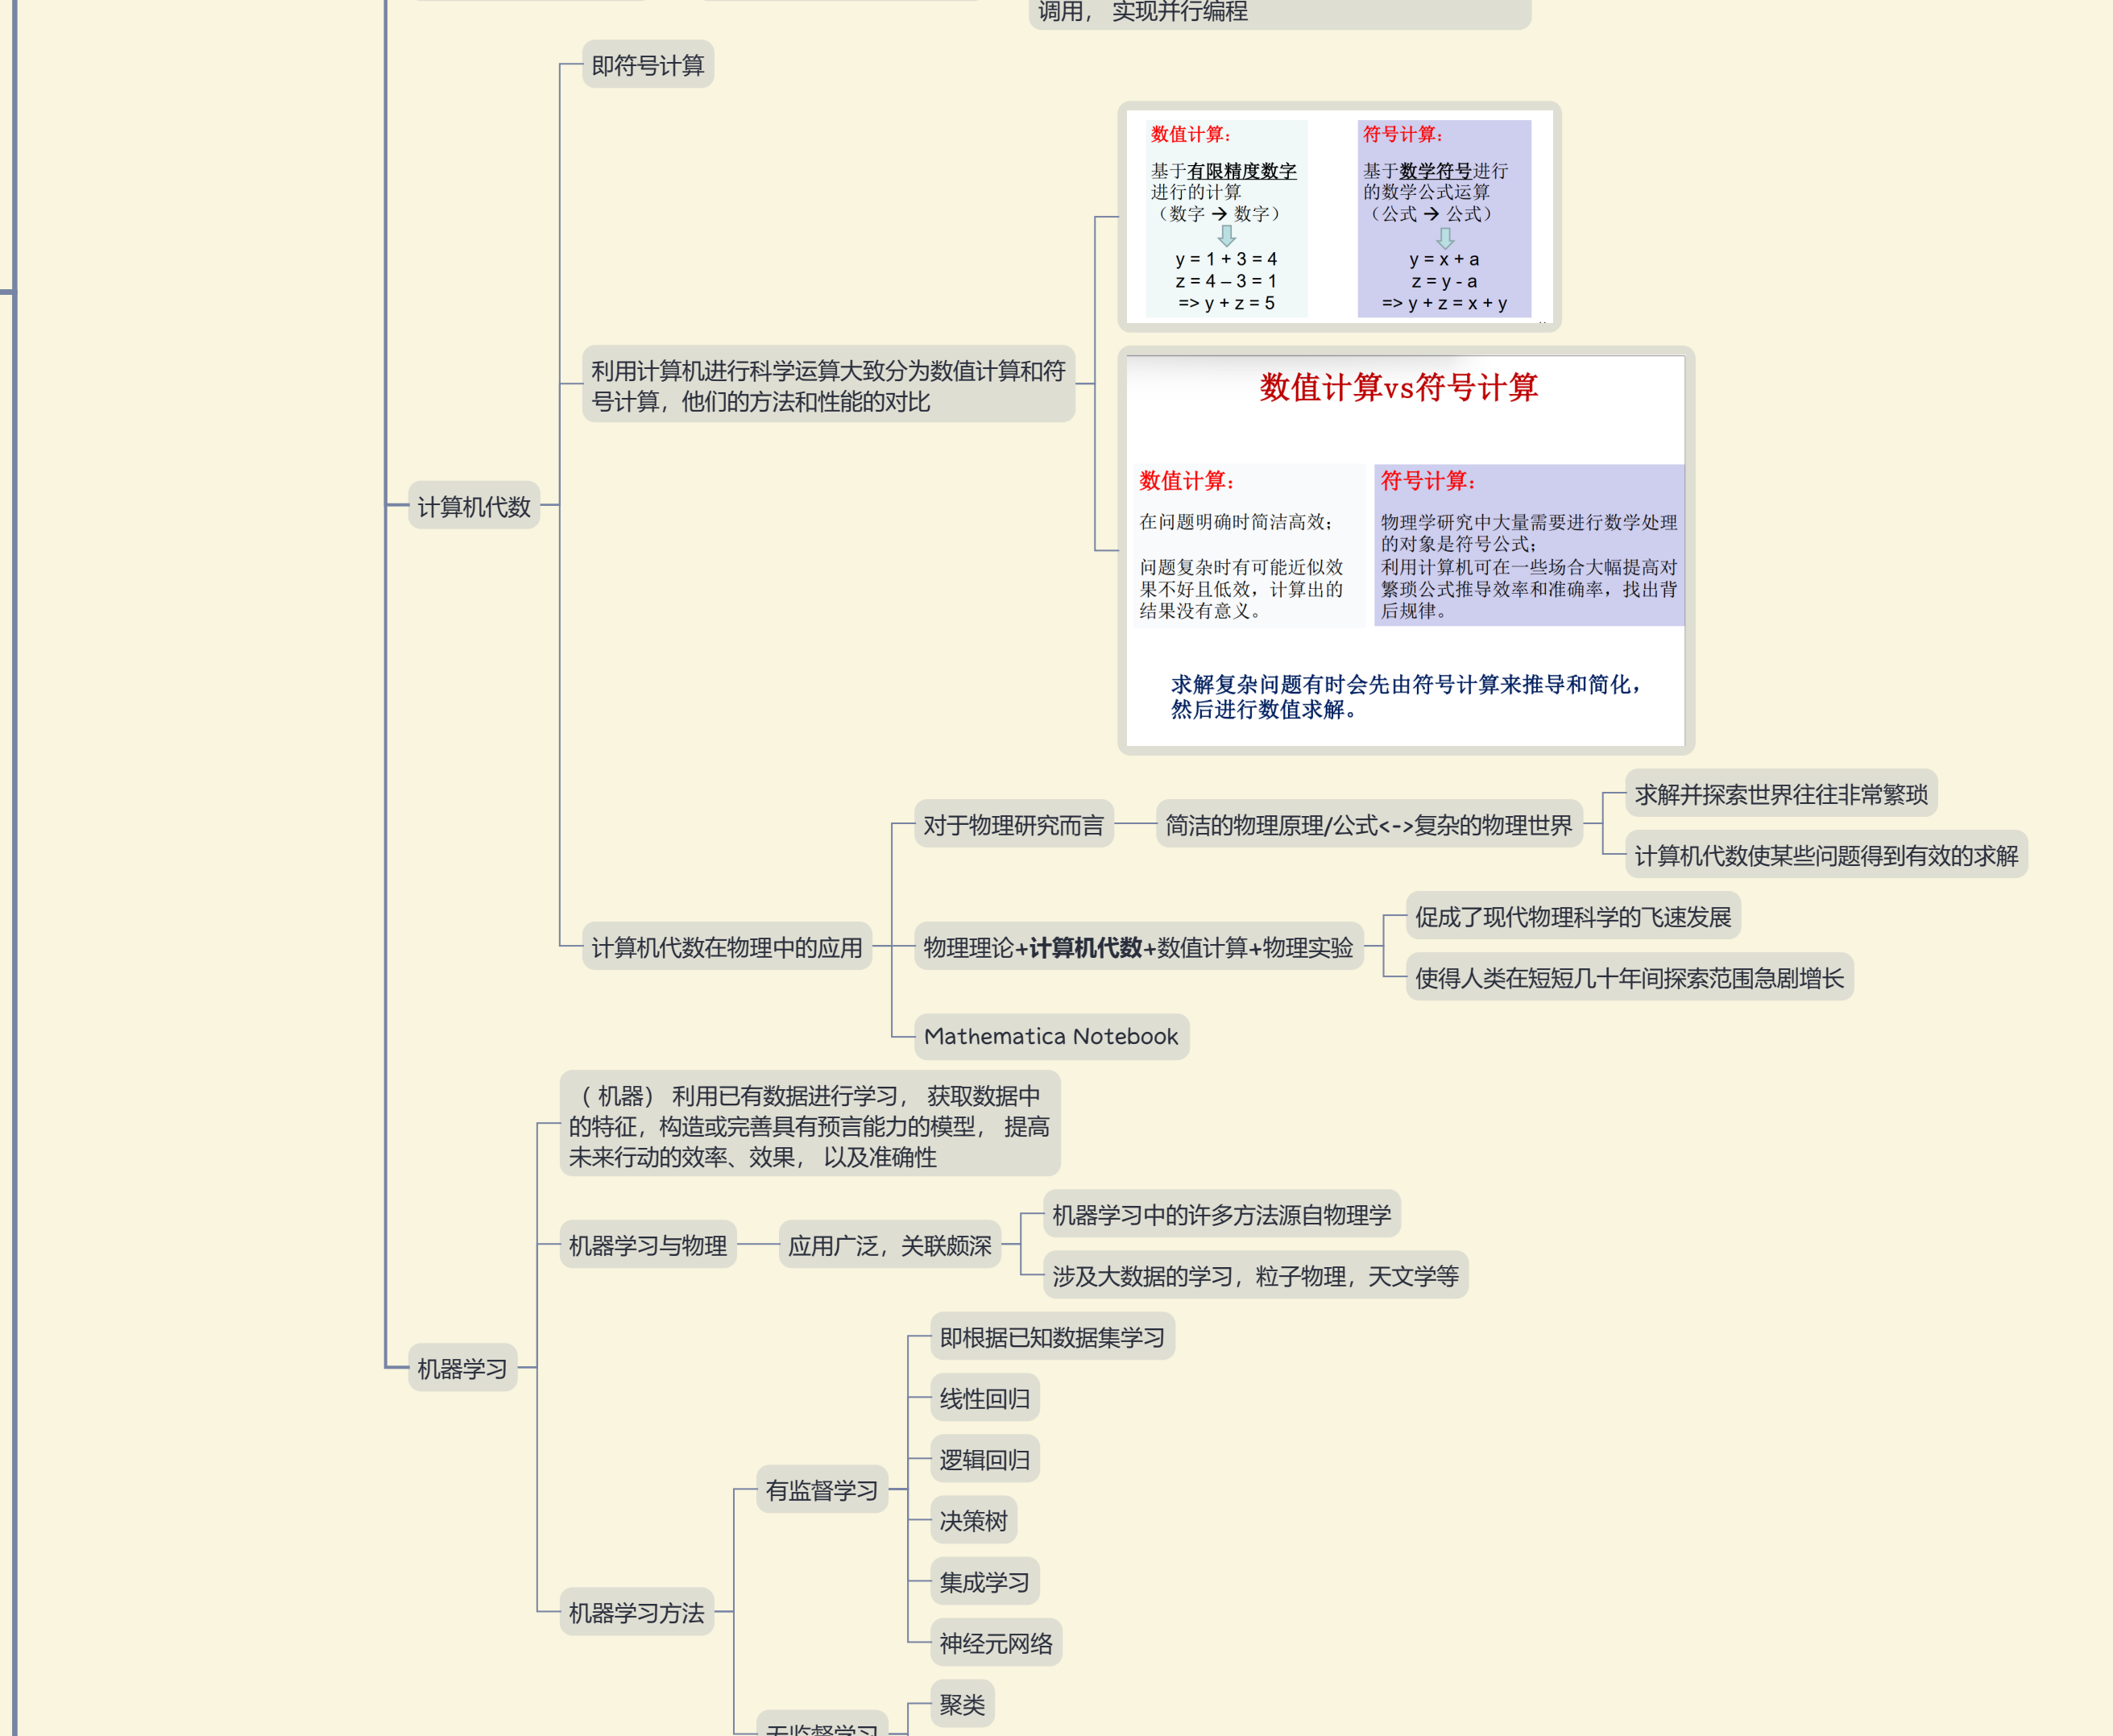 调用， 实现并行编程
即符号计算
数值计算：
基于有限精度数字
进行的计算
（数字 → 数字）
y = 1 + 3 = 4
z = 4 – 3 = 1
=> y + z = 5
符号计算：
基于数学符号进行
的数学公式运算
（公式 → 公式）
y = x + a
z = y - a
=> y + z = x + y
利用计算机进行科学运算大致分为数值计算和符
号计算，他们的方法和性能的对比
数值计算vs符号计算
数值计算：
在问题明确时简洁高效；
问题复杂时有可能近似效
果不好且低效，计算出的
结果没有意义。
符号计算：
物理学研究中大量需要进行数学处理
的对象是符号公式；
利用计算机可在一些场合大幅提高对
繁琐公式推导效率和准确率，找出背
后规律。
求解复杂问题有时会先由符号计算来推导和简化，
然后进行数值求解。
计算机代数
计算机代数在物理中的应用
对于物理研究而言
简洁的物理原理/公式<->复杂的物理世界
求解并探索世界往往非常繁琐
计算机代数使某些问题得到有效的求解
物理理论+计算机代数+数值计算+物理实验
促成了现代物理科学的飞速发展
使得人类在短短几十年间探索范围急剧增长
Mathematica Notebook
（ 机器） 利用已有数据进行学习， 获取数据中
的特征，构造或完善具有预言能力的模型， 提高
未来行动的效率、效果， 以及准确性
机器学习与物理
应用广泛，关联颇深
机器学习中的许多方法源自物理学
涉及大数据的学习，粒子物理，天文学等
机器学习
机器学习方法
有监督学习
即根据已知数据集学习
线性回归
逻辑回归
决策树
集成学习
神经元网络
无监督学习
聚类